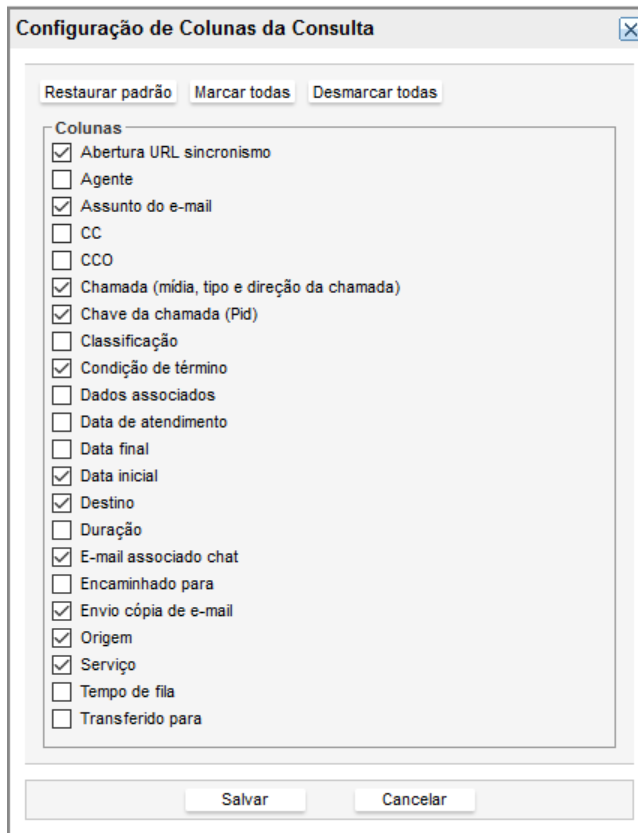 Configuração de Colunas da Consulta
Restaurar padrão Marcar todas Desmarcar todas
Colunas
Abertura URL sincronismo
Agente
Assunto do e-mail
CC
CCO
Chamada (mídia, tipo e direção da chamada)
Chave da chamada (Pid)
Classificação
Condição de término
Dados associados
Data de atendimento
Data final
Data inicial
Destino
Duração
E-mail associado chat
Encaminhado para
Envio cópia de e-mail
Origem
Serviço
Tempo de fila
Transferido para
Salvar Cancelar